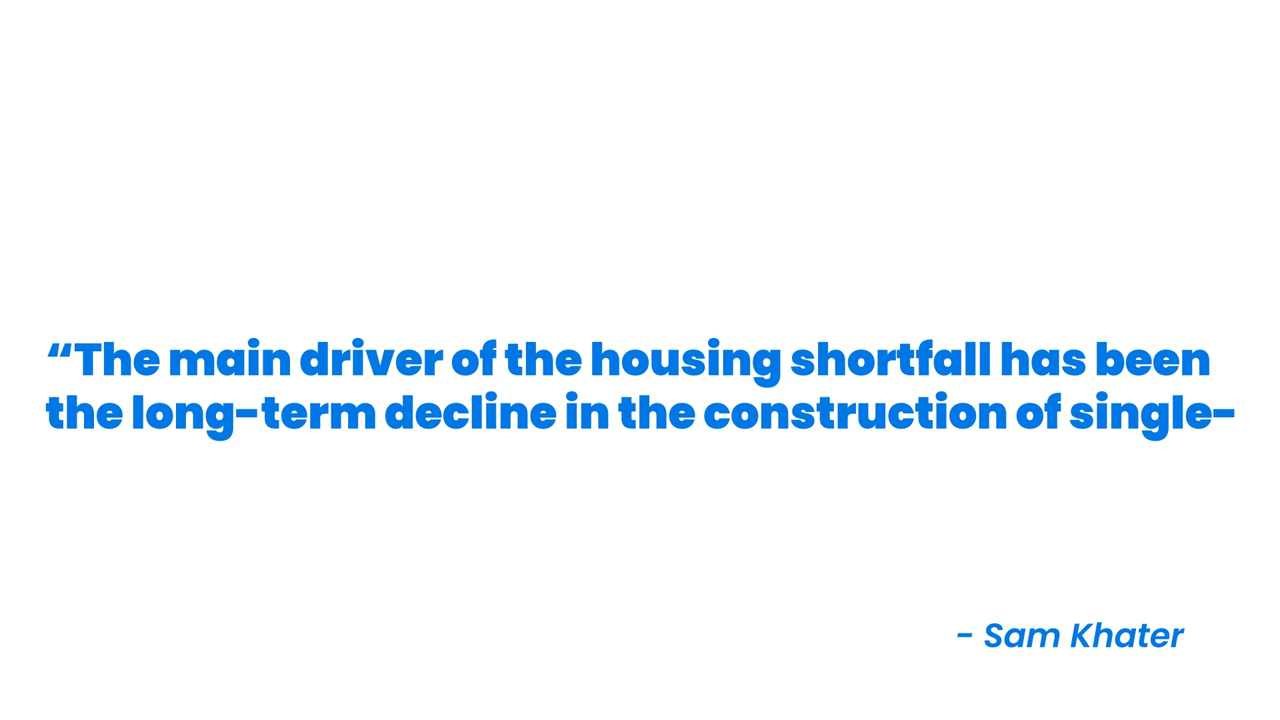 “The main driver of the housing shortfall has been
the long-term decline in the construction of single-
- Sam Khater